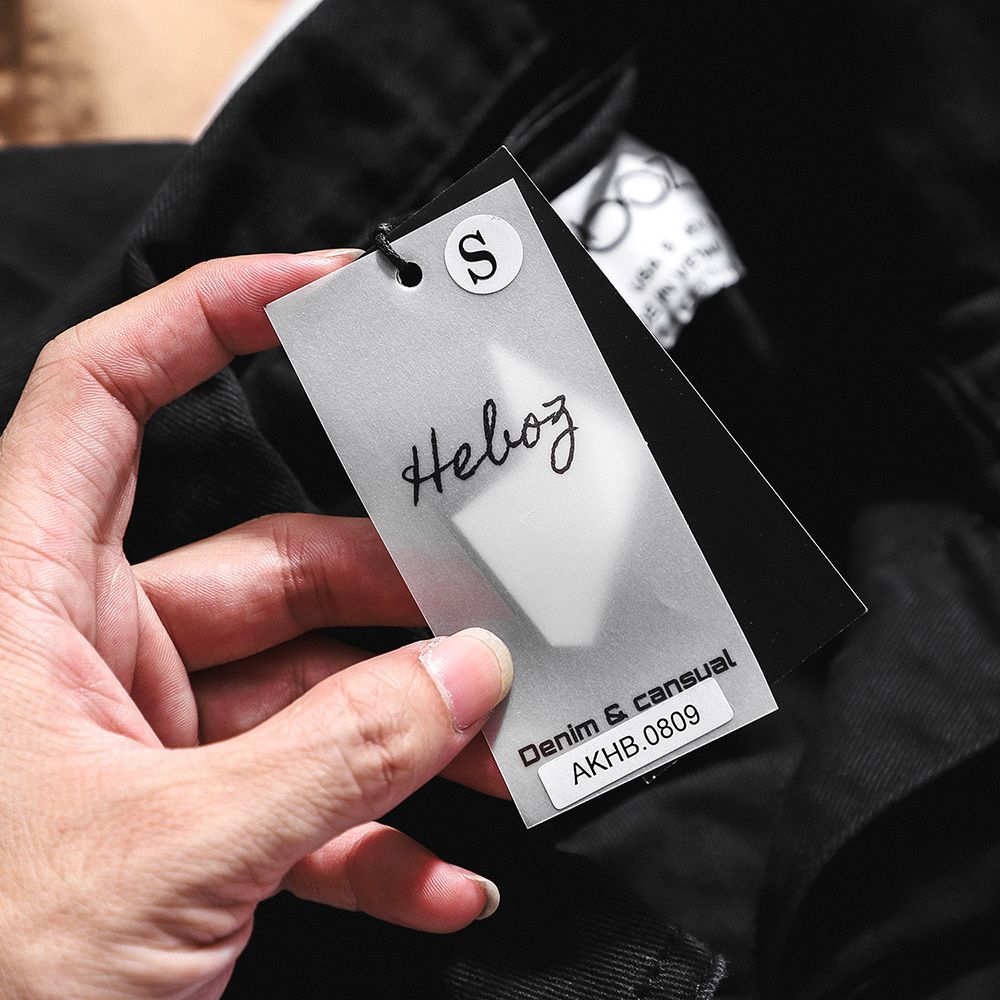 S
Heboz
Denim & cansual
AKHB.0809